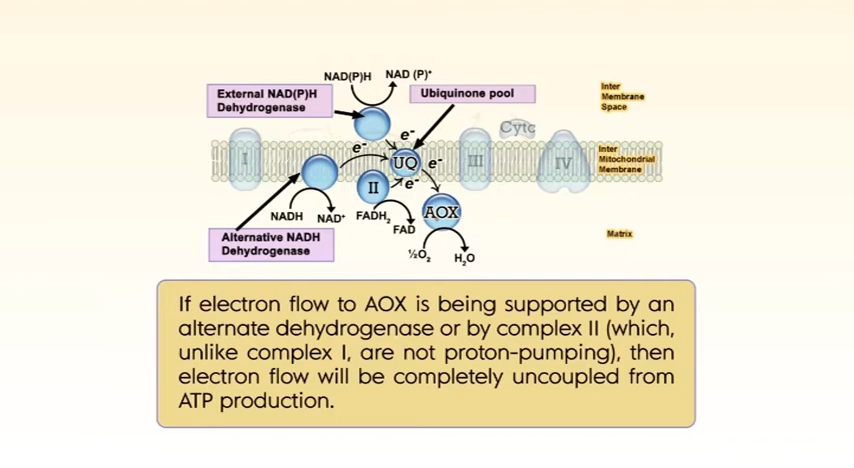 NAD(P)H NAD (P)⁺
External NAD(P)H
Dehydrogenase
Ubiquinone pool
Inter
Membrane
Space
e⁻
Cytc
I
e⁻
UQ
e⁻
III
IV
Inter
Mitochondrial
Membrane
II
e⁻
NADH NAD⁺
FADH₂
FAD
AOX
Alternative NADH
Dehydrogenase
½O₂ H₂O
Matrix
If electron flow to AOX is being supported by an
alternate dehydrogenase or by complex II (which,
unlike complex I, are not proton-pumping), then
electron flow will be completely uncoupled from
ATP production.